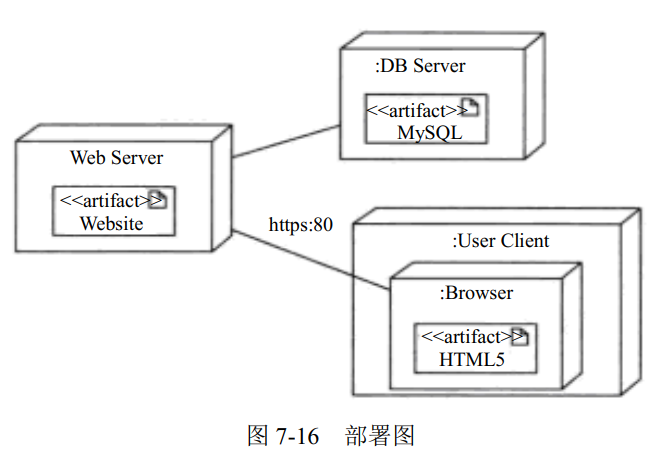 :DB Server
<<artifact>>
MySQL
Web Server
<<artifact>>
Website
https:80
:User Client
:Browser
<<artifact>>
HTML5
图 7-16 部署图